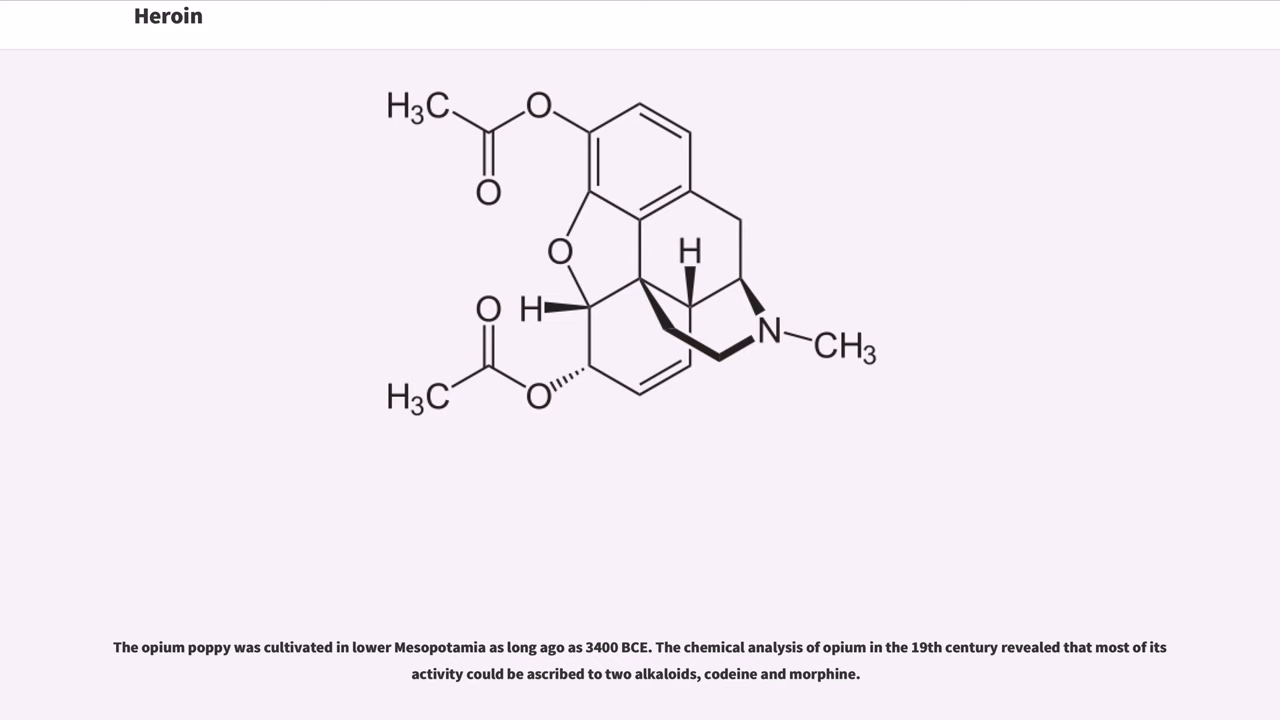 Heroin
H3C O
O
H
O
O H
N CH3
H3C O
The opium poppy was cultivated in lower Mesopotamia as long ago as 3400 BCE. The chemical analysis of opium in the 19th century revealed that most of its
activity could be ascribed to two alkaloids, codeine and morphine.